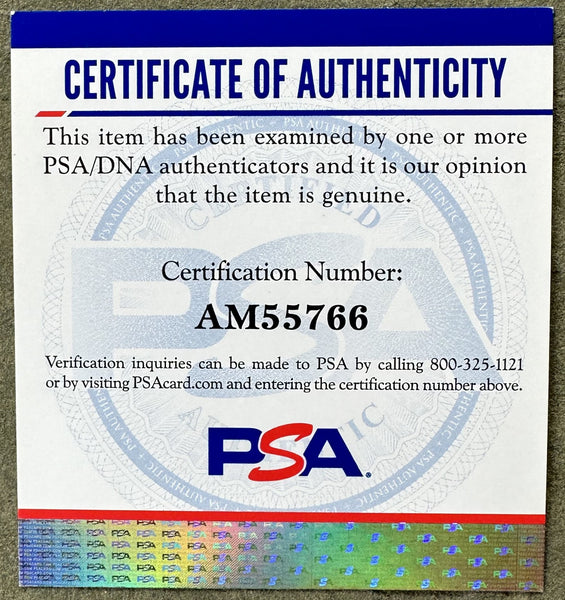 CERTIFICATE OF AUTHENTICITY
This item has been examined by one or more
PSA/DNA authenticators and it is our opinion
that the item is genuine.
Certification Number:
AM55766
Verification inquiries can be made to PSA by calling 800-325-1121
or by visiting PSAcard.com and entering the certification number above.
PSA